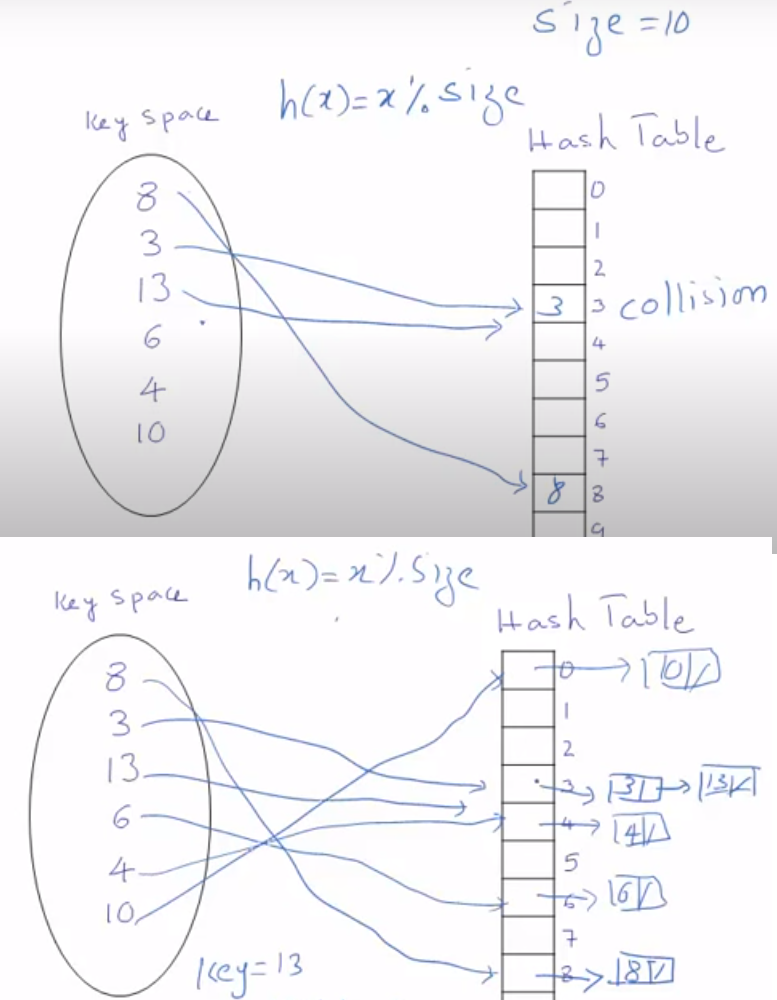 size = 10
h(x) = x % size
Key space
Hash Table
8
3
13
6
4
10
0
1
2
3 3 collision
4
5
6
7
8 8
9
h(x) = x % size
Key space
Hash Table
8
3
13
6
4
10
0 10
1
2
3 3 13
4 4
5
6 6
7
8 8
Key = 13